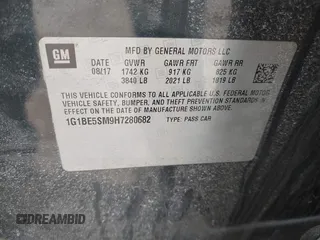 GM
MFD BY GENERAL MOTORS LLC
DATE GVWR GAWR FRT GAWR RR
08/17 1742 KG 917 KG 825 KG
3840 LB 2021 LB 1819 LB
THIS VEHICLE CONFORMS TO ALL APPLICABLE U.S. FEDERAL MOTOR
VEHICLE SAFETY, BUMPER, AND THEFT PREVENTION STANDARDS IN
EFFECT ON THE DATE OF MANUFACTURE SHOWN ABOVE.
1G1BE5SM9H7280682 TYPE: PASS CAR
©RIDEAMBID